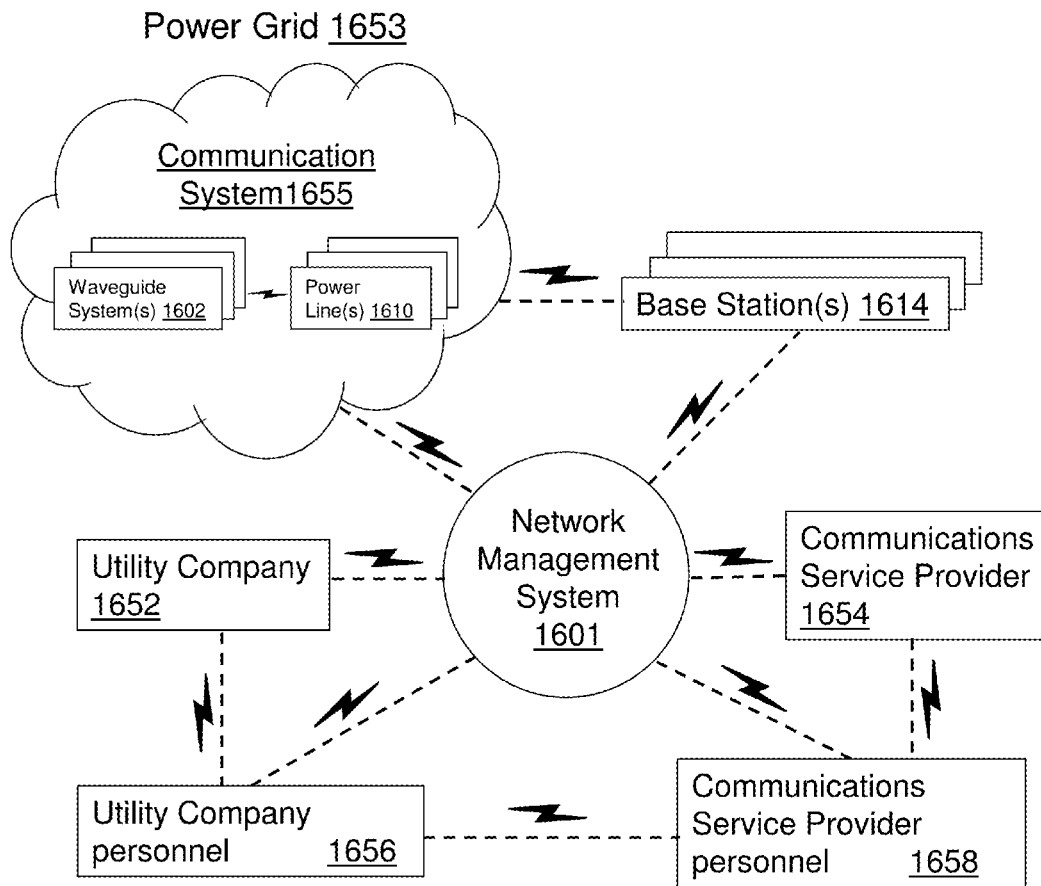 Power Grid 1653
Communication
System1655
Waveguide
System(s) 1602
Power
Line(s) 1610
Base Station(s) 1614
Network
Management
System
1601
Utility Company
1652
Communications
Service Provider
1654
Utility Company
personnel 1656
Communications
Service Provider
personnel 1658